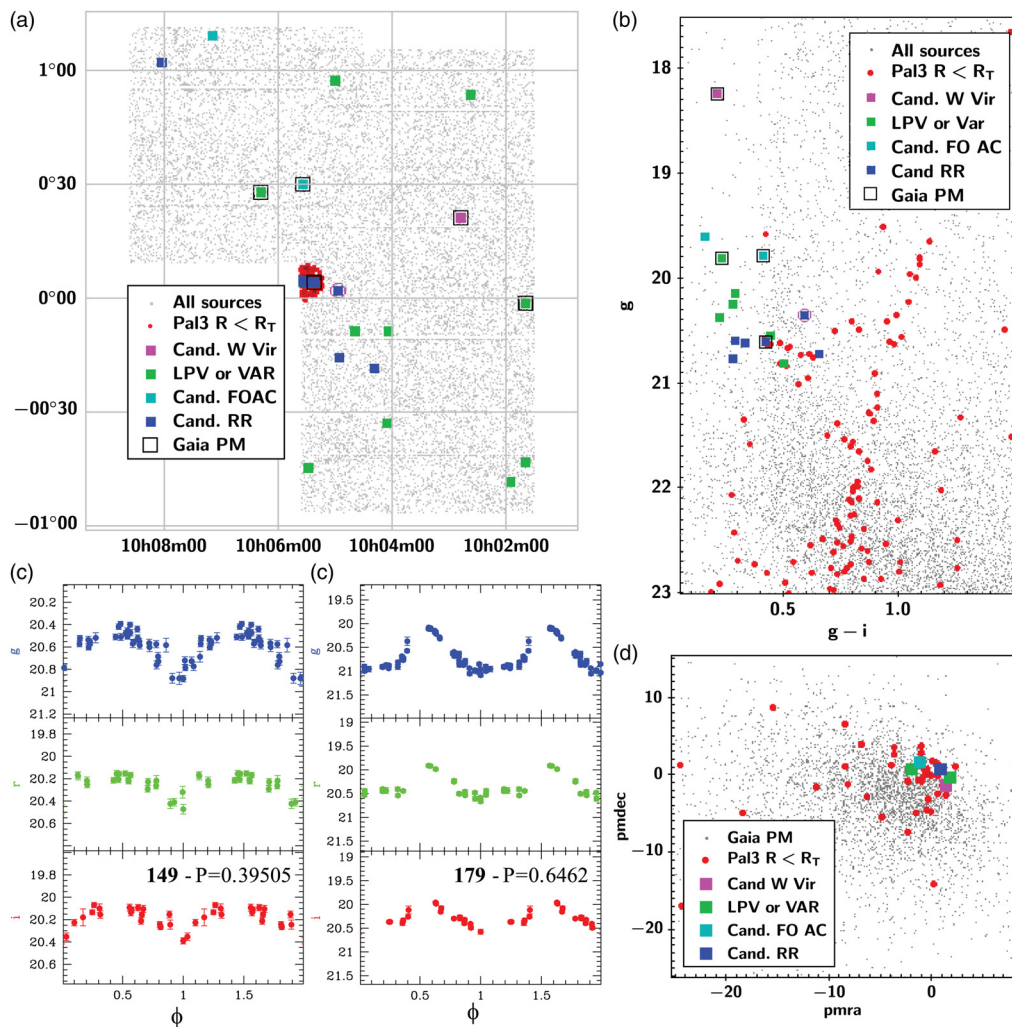 (a)
1°00
0°30
0°00
−00°30
−01°00
10h08m00
10h06m00
10h04m00
10h02m00
All sources
Pal3 R < R_T
Cand. W Vir
LPV or VAR
Cand. FOAC
Cand. RR
Gaia PM
(b)
g
18
19
20
21
22
23
0.5
1.0
g − i
All sources
Pal3 R < R_T
Cand. W Vir
LPV or Var
Cand. FO AC
Cand RR
Gaia PM
(c)
g
20.2
20.4
20.6
20.8
21
21.2
r
20
20.2
20.4
20.6
i
19.8
20
20.2
20.4
20.6
149 - P=0.39505
0.5
1
1.5
ϕ
(c)
g
19.5
20
20.5
21
21.5
r
19
19.5
20
20.5
21
21.5
i
19
19.5
20
20.5
21
21.5
179 - P=0.6462
0.5
1
1.5
ϕ
(d)
pmdec
10
0
−10
−20
−20
−10
0
pmra
Gaia PM
Pal3 R < R_T
Cand W Vir
LPV or VAR
Cand. FO AC
Cand. RR